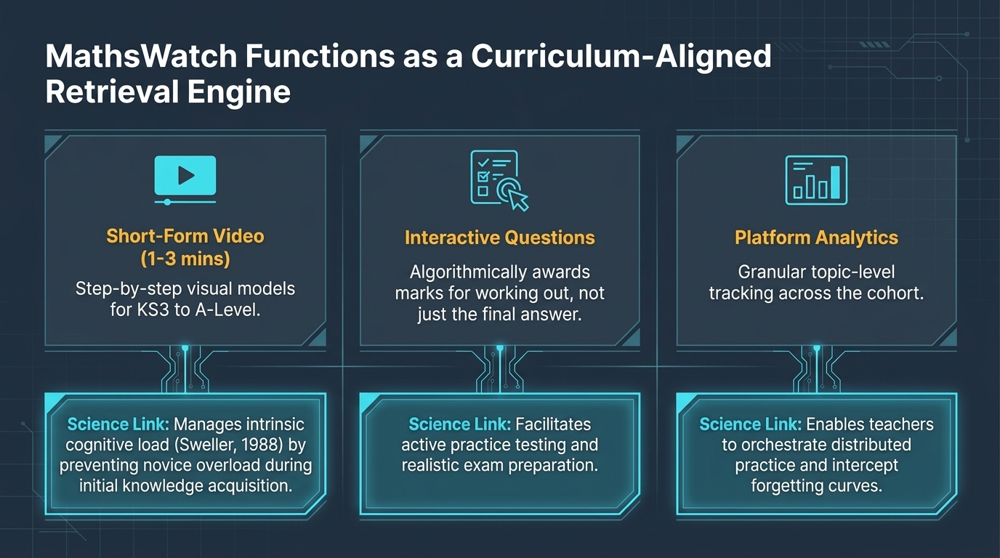 MathsWatch Functions as a Curriculum-Aligned
Retrieval Engine
Short-Form Video
(1-3 mins)
Step-by-step visual models
for KS3 to A-Level.
Science Link: Manages intrinsic
cognitive load (Sweller, 1988) by
preventing novice overload during
initial knowledge acquisition.
Interactive Questions
Algorithmically awards
marks for working out, not
just the final answer.
Science Link: Facilitates
active practice testing and
realistic exam preparation.
Platform Analytics
Granular topic-level
tracking across the cohort.
Science Link: Enables teachers
to orchestrate distributed
practice and intercept
forgetting curves.